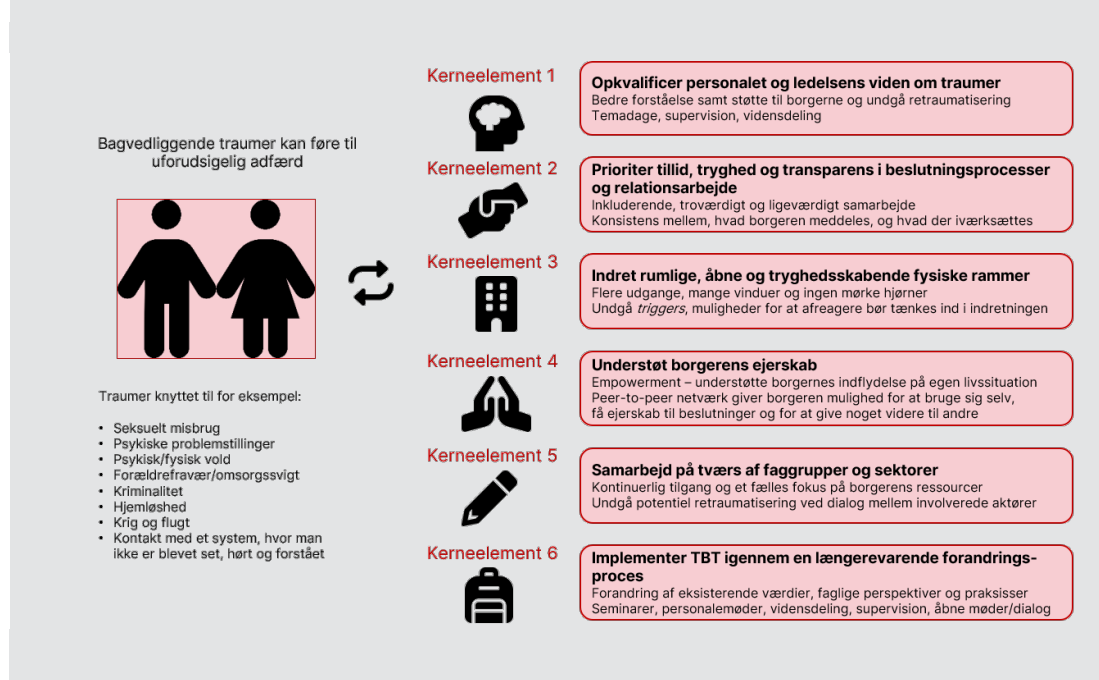 Bagvedliggende traumer kan føre til
uforudsigelig adfærd
Traumer knyttet til for eksempel:
• Seksuelt misbrug
• Psykiske problemstillinger
• Psykisk/fysisk vold
• Forældrefravær/omsorgssvigt
• Kriminalitet
• Hjemløshed
• Krig og flugt
• Kontakt med et system, hvor man
ikke er blevet set, hørt og forstået
Kerneelement 1
Opkvalificer personalet og ledelsens viden om traumer
Bedre forståelse samt støtte til borgerne og undgå retraumatisering
Temadage, supervision, vidensdeling
Kerneelement 2
Prioriter tillid, tryghed og transparens i beslutningsprocesser
og relationsarbejde
Inkluderende, troværdigt og ligeværdigt samarbejde
Konsistens mellem, hvad borgeren meddeles, og hvad der iværksættes
Kerneelement 3
Indret rumlige, åbne og tryghedsskabende fysiske rammer
Flere udgange, mange vinduer og ingen mørke hjørner
Undgå triggers, muligheder for at afreagere bør tænkes ind i indretningen
Kerneelement 4
Understøt borgerens ejerskab
Empowerment – understøtte borgernes indflydelse på egen livssituation
Peer-to-peer netværk giver borgeren mulighed for at bruge sig selv,
få ejerskab til beslutninger og for at give noget videre til andre
Kerneelement 5
Samarbejd på tværs af faggrupper og sektorer
Kontinuerlig tilgang og et fælles fokus på borgerens ressourcer
Undgå potentiel retraumatisering ved dialog mellem involverede aktører
Kerneelement 6
Implementer TBT igennem en længerevarende forandrings-
proces
Forandring af eksisterende værdier, faglige perspektiver og praksisser
Seminarer, personalemøder, vidensdeling, supervision, åbne møder/dialog